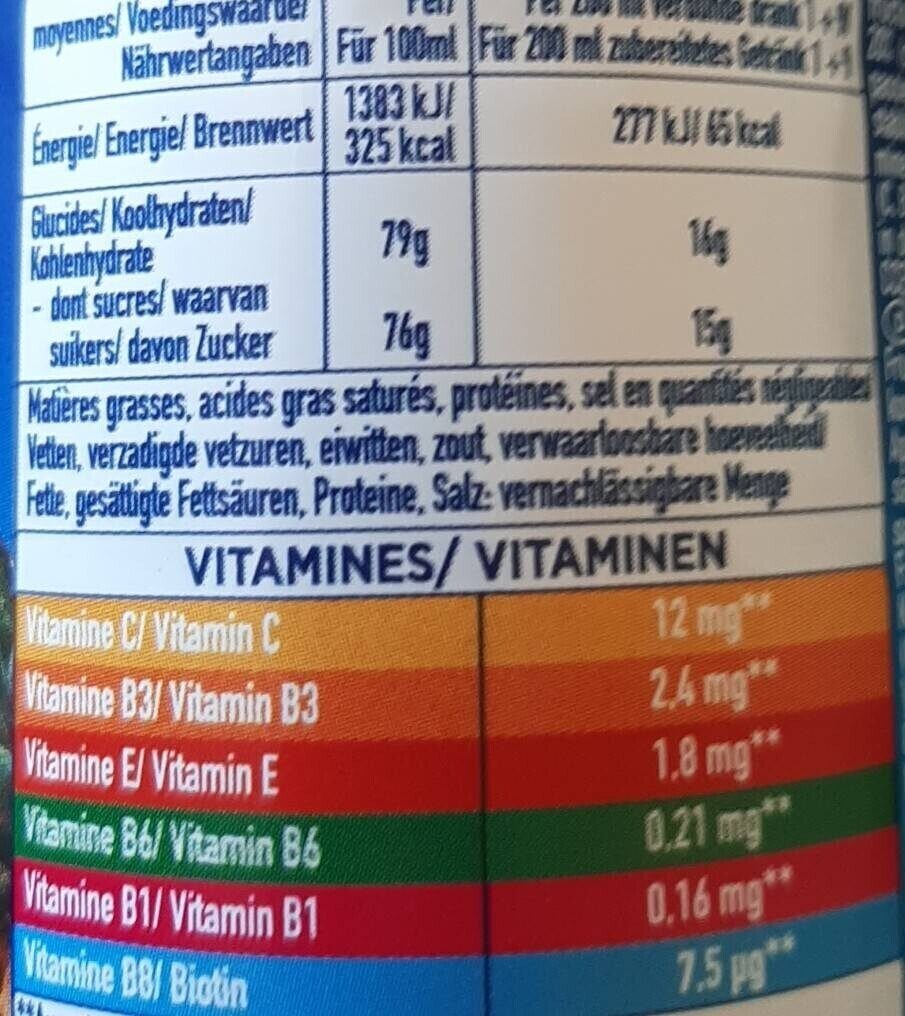 moyennes/ Voedingswaarden
Nährwertangaben Für 100ml Für 200 ml zubereitetes Getränk 1+
Énergie/ Energie/ Brennwert 1383 kJ/ 325 kcal 277 kJ/ 65 kcal
Glucides/ Koolhydraten/
Kohlenhydrate 79g 16g
- dont sucres/ waarvan
suikers/ davon Zucker 76g 15g
Matières grasses, acides gras saturés, protéines, sel en quantités négligeables
Vetten, verzadigde vetzuren, eiwitten, zout, verwaarloosbare hoeveelheid
Fette, gesättigte Fettsäuren, Proteine, Salz: vernachlässigbare Menge
VITAMINES/ VITAMINEN
Vitamine C/ Vitamin C 12 mg**
Vitamine B3/ Vitamin B3 2,4 mg**
Vitamine E/ Vitamin E 1,8 mg**
Vitamine B6/ Vitamin B6 0,21 mg**
Vitamine B1/ Vitamin B1 0,16 mg**
Vitamine B8/ Biotin 7,5 µg**